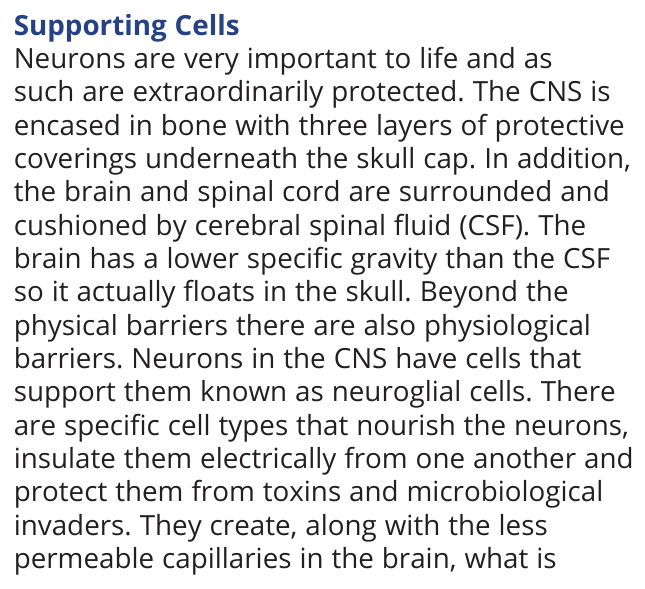 Supporting Cells
Neurons are very important to life and as
such are extraordinarily protected. The CNS is
encased in bone with three layers of protective
coverings underneath the skull cap. In addition,
the brain and spinal cord are surrounded and
cushioned by cerebral spinal fluid (CSF). The
brain has a lower specific gravity than the CSF
so it actually floats in the skull. Beyond the
physical barriers there are also physiological
barriers. Neurons in the CNS have cells that
support them known as neuroglial cells. There
are specific cell types that nourish the neurons,
insulate them electrically from one another and
protect them from toxins and microbiological
invaders. They create, along with the less
permeable capillaries in the brain, what is